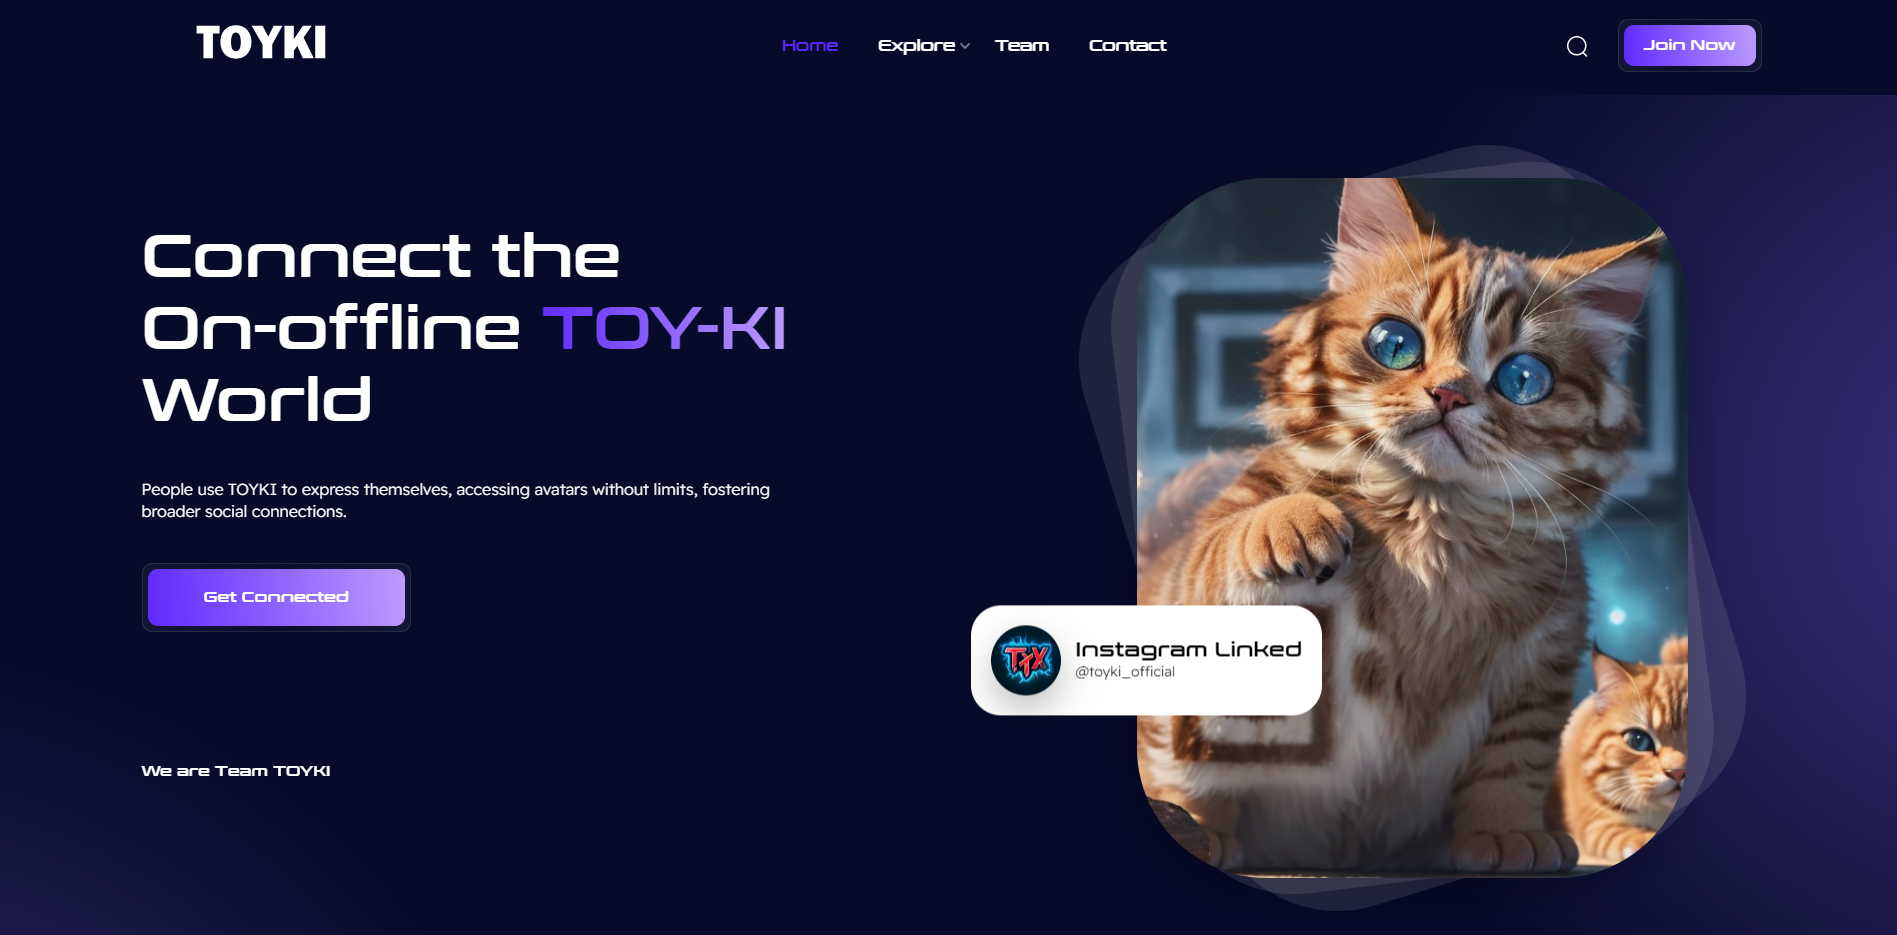 TOYKI
Home
Explore
Team
Contact
Join Now
Connect the
On-offline TOY-KI
World
People use TOYKI to express themselves, accessing avatars without limits, fostering
broader social connections.
Get Connected
TYX
Instagram Linked
@toyki_official
We are Team TOYKI